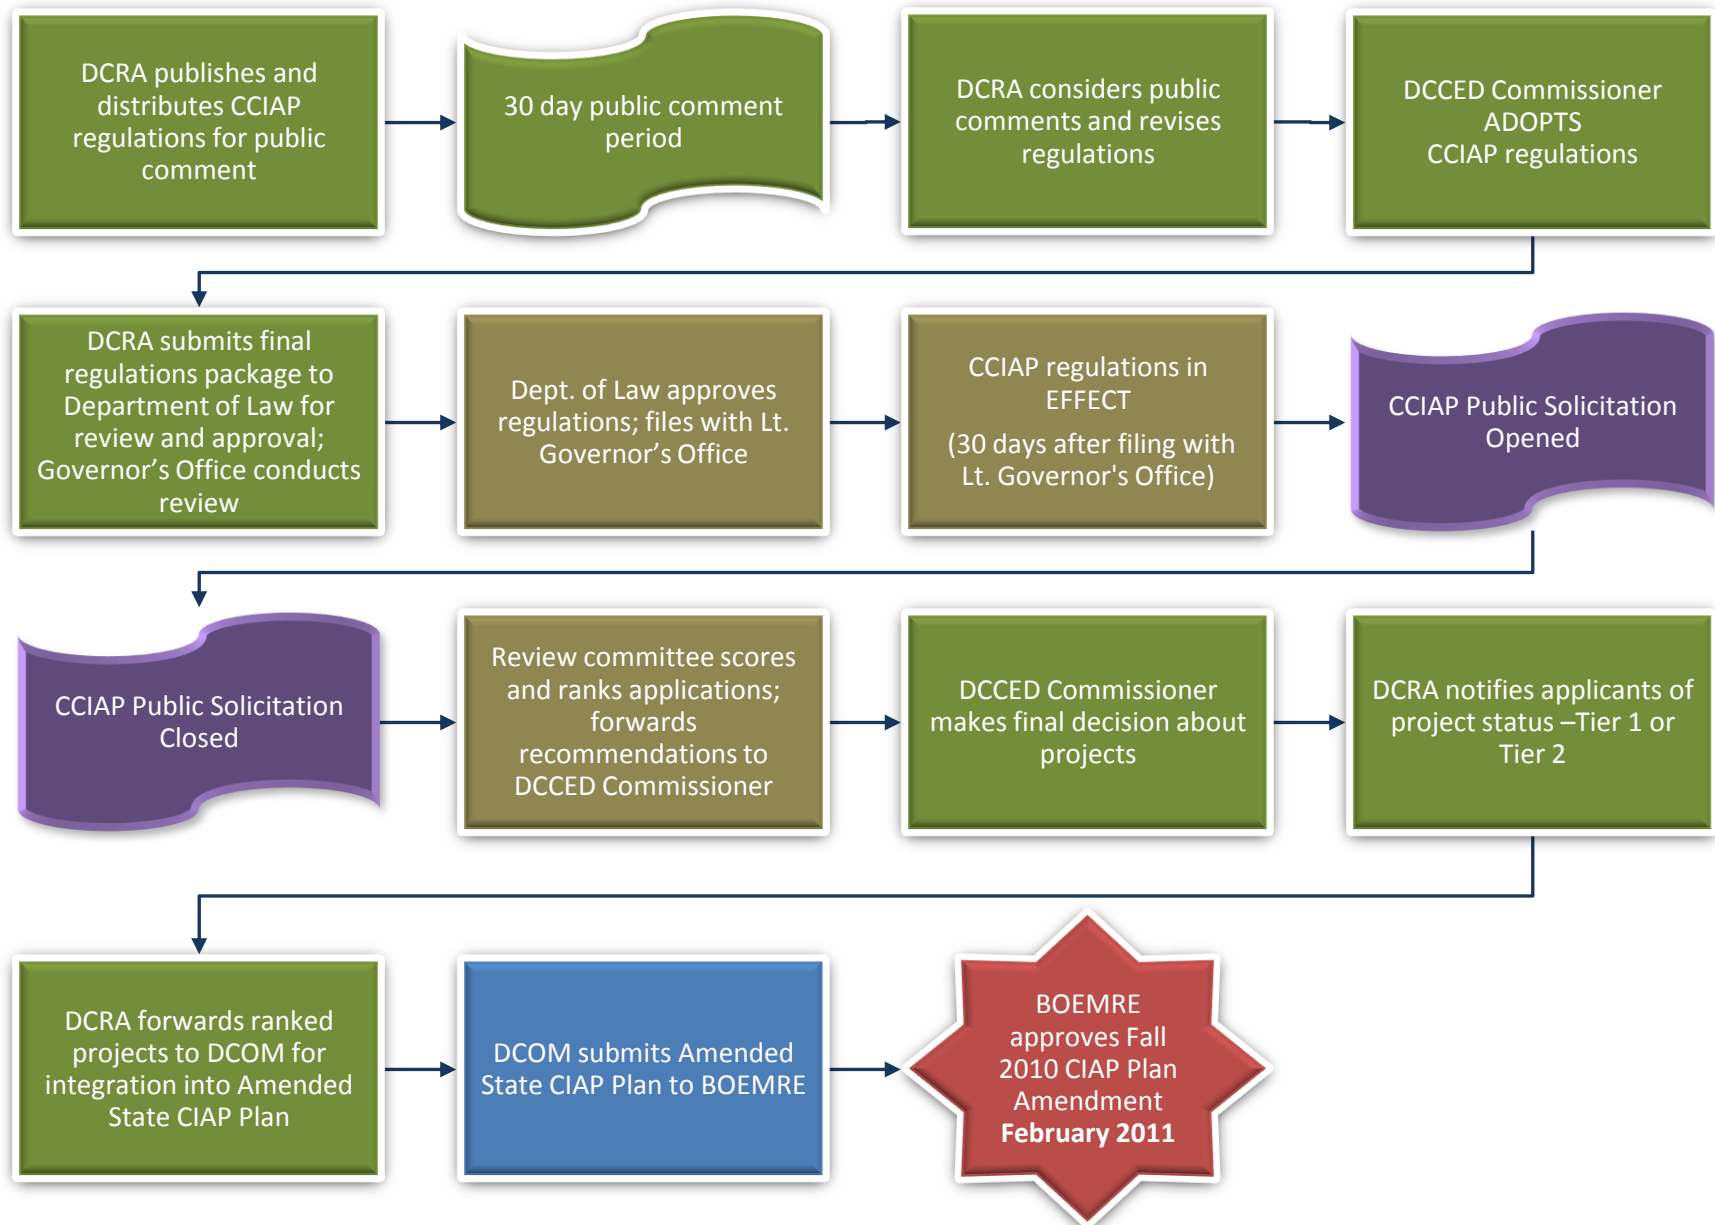 DCRA publishes and
distributes CCIAP
regulations for public
comment
30 day public comment
period
DCRA considers public
comments and revises
regulations
DCCED Commissioner
ADOPTS
CCIAP regulations
DCRA submits final
regulations package to
Department of Law for
review and approval;
Governor’s Office conducts
review
Dept. of Law approves
regulations; files with Lt.
Governor’s Office
CCIAP regulations in
EFFECT
(30 days after filing with
Lt. Governor's Office)
CCIAP Public Solicitation
Opened
CCIAP Public Solicitation
Closed
Review committee scores
and ranks applications;
forwards
recommendations to
DCCED Commissioner
DCCED Commissioner
makes final decision about
projects
DCRA notifies applicants of
project status –Tier 1 or
Tier 2
DCRA forwards ranked
projects to DCOM for
integration into Amended
State CIAP Plan
DCOM submits Amended
State CIAP Plan to BOEMRE
BOEMRE
approves Fall
2010 CIAP Plan
Amendment
February 2011